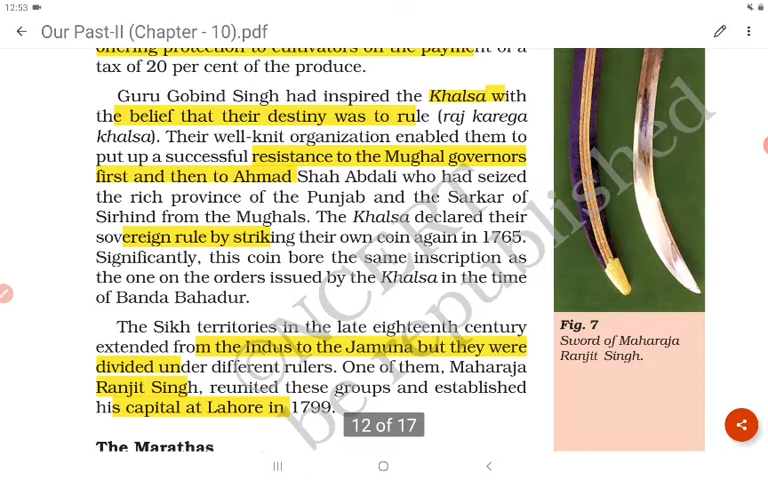 12:53
Our Past-II (Chapter - 10).pdf
offering protection to cultivators on the payment of a
tax of 20 per cent of the produce.
Guru Gobind Singh had inspired the Khalsa with
the belief that their destiny was to rule (raj karega
khalsa). Their well-knit organization enabled them to
put up a successful resistance to the Mughal governors
first and then to Ahmad Shah Abdali who had seized
the rich province of the Punjab and the Sarkar of
Sirhind from the Mughals. The Khalsa declared their
sovereign rule by striking their own coin again in 1765.
Significantly, this coin bore the same inscription as
the one on the orders issued by the Khalsa in the time
of Banda Bahadur.
The Sikh territories in the late eighteenth century
extended from the Indus to the Jamuna but they were
divided under different rulers. One of them, Maharaja
Ranjit Singh, reunited these groups and established
his capital at Lahore in 1799.
The Marathas
12 of 17
Fig. 7
Sword of Maharaja
Ranjit Singh.
©NCERT
be republished